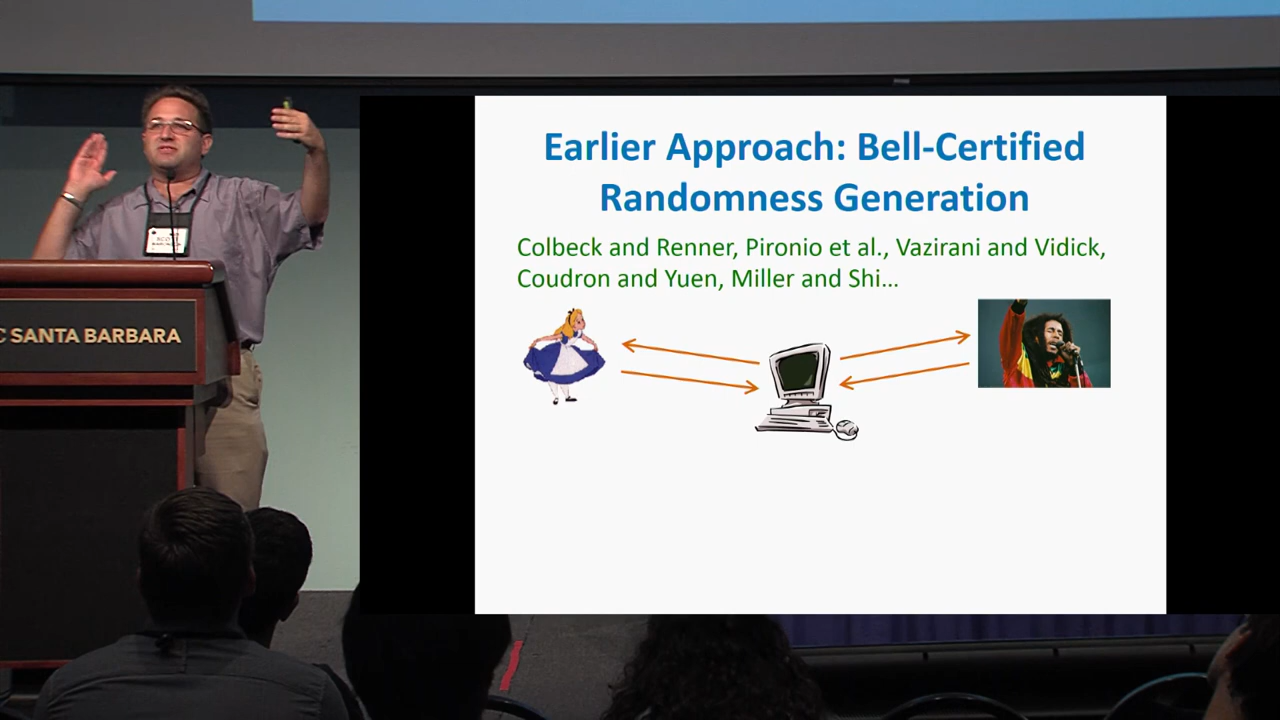 Earlier Approach: Bell-Certified
Randomness Generation
Colbeck and Renner, Pironio et al., Vazirani and Vidick,
Coudron and Yuen, Miller and Shi…
C SANTA BARBARA
SCOTT